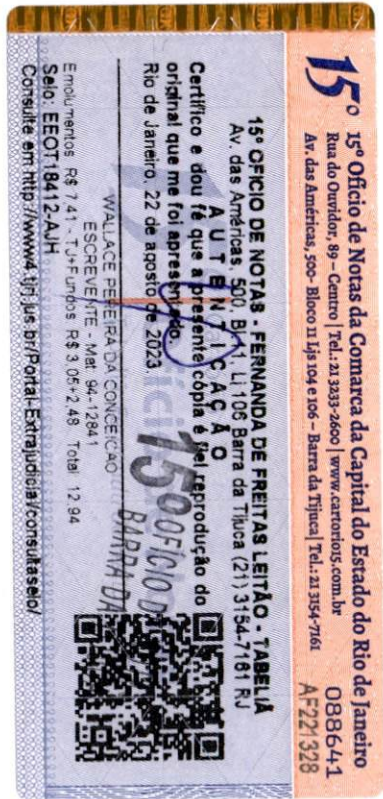 15º 15º Ofício de Notas da Comarca da Capital do Estado do Rio de Janeiro
Rua do Ouvidor, 89 - Centro | Tel.: 21 3233-2600 | www.cartorio15.com.br
Av. das Américas, 500- Bloco 11 Ljs 104 e 106 - Barra da Tijuca | Tel.: 21 3154-7161
088641
AF221328
15º OFÍCIO DE NOTAS - FERNANDA DE FREITAS LEITÃO - TABELIÃ
Av. das Américas, 500, Bl 11, Lj 106 Barra da Tijuca (21) 3154-7161 RJ
AUTENTICAÇÃO
Certifico e dou fé que a presente cópia é fiel reprodução do
original que me foi apresentado.
Rio de Janeiro, 22 de agosto de 2023.
WALLACE PEREIRA DA CONCEICAO
ESCREVENTE - Mat 94-12841
Emolumentos R$ 7,41 - TJ+Fundos R$ 3,05+2,48 Total 12,94
Selo: EEOT18412-AJH
Consulte em http://www4.tjrj.jus.br/Portal-Extrajudicial/consultaselo/
15º OFÍCIO D
BARRA DA